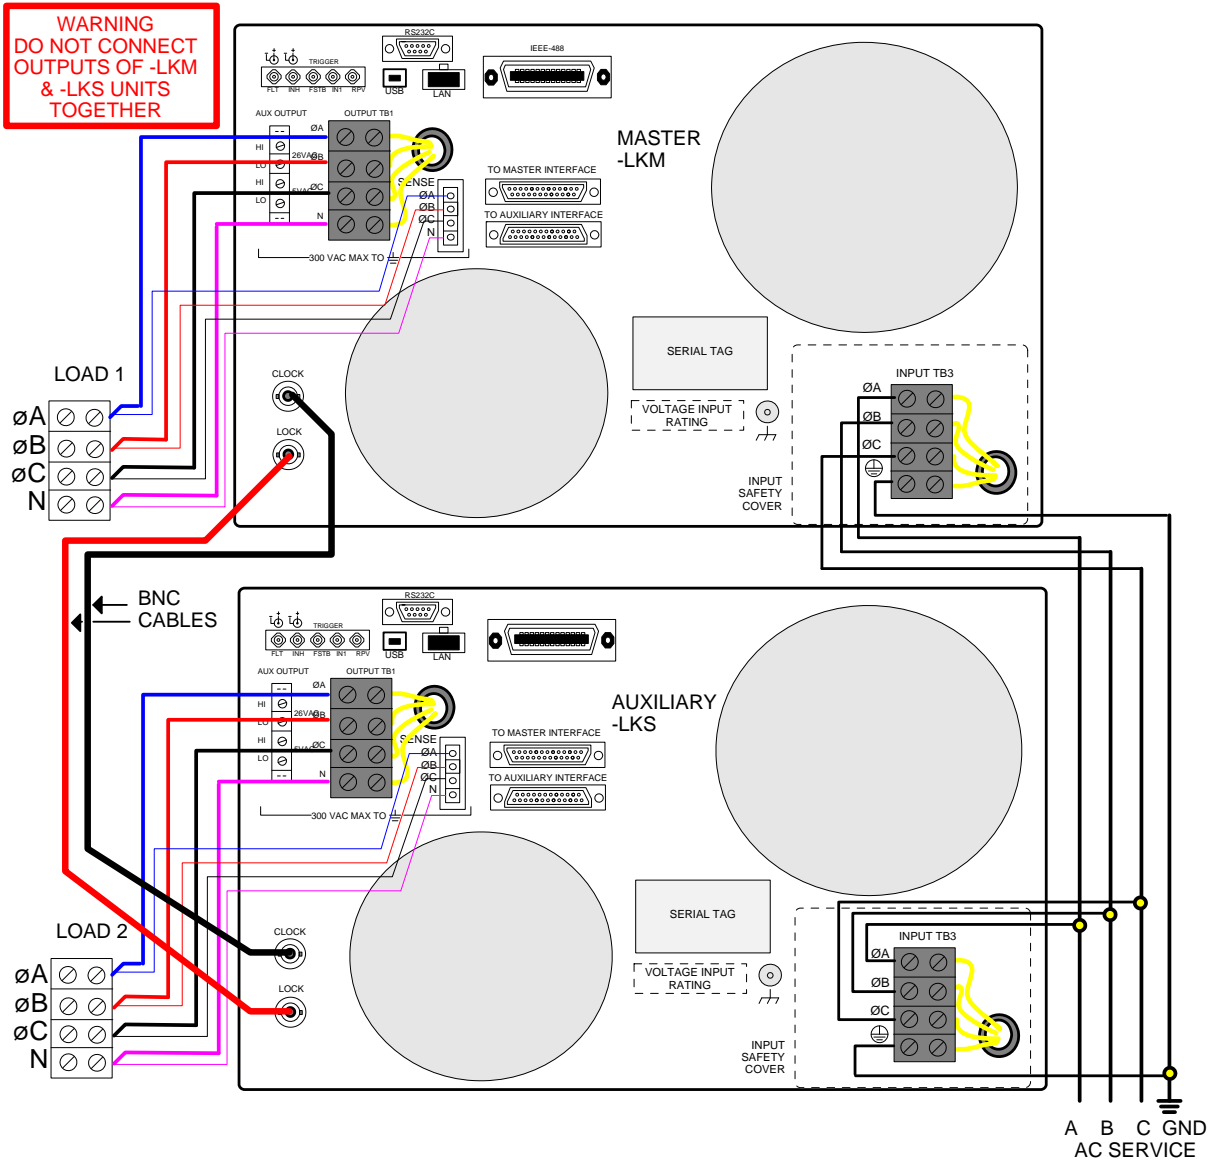 WARNING
DO NOT CONNECT
OUTPUTS OF -LKM
& -LKS UNITS
TOGETHER
RS232C
IEEE-488
TRIGGER
FLT INH FSTB IN1 RPV
USB
LAN
AUX OUTPUT
OUTPUT TB1
ØA
HI
26VAC
ØB
LO
HI
5VAC
ØC
LO
N
SENSE
ØA
ØB
ØC
N
300 VAC MAX TO
MASTER
-LKM
TO MASTER INTERFACE
TO AUXILIARY INTERFACE
SERIAL TAG
VOLTAGE INPUT
RATING
INPUT TB3
ØA
ØB
ØC
INPUT
SAFETY
COVER
CLOCK
LOCK
LOAD 1
øA
øB
øC
N
BNC
CABLES
RS232C
TRIGGER
FLT INH FSTB IN1 RPV
USB
LAN
AUX OUTPUT
OUTPUT TB1
ØA
HI
26VAC
ØB
LO
HI
5VAC
ØC
LO
N
SENSE
ØA
ØB
ØC
N
300 VAC MAX TO
AUXILIARY
-LKS
TO MASTER INTERFACE
TO AUXILIARY INTERFACE
SERIAL TAG
VOLTAGE INPUT
RATING
INPUT TB3
ØA
ØB
ØC
INPUT
SAFETY
COVER
CLOCK
LOCK
LOAD 2
øA
øB
øC
N
A B C GND
AC SERVICE